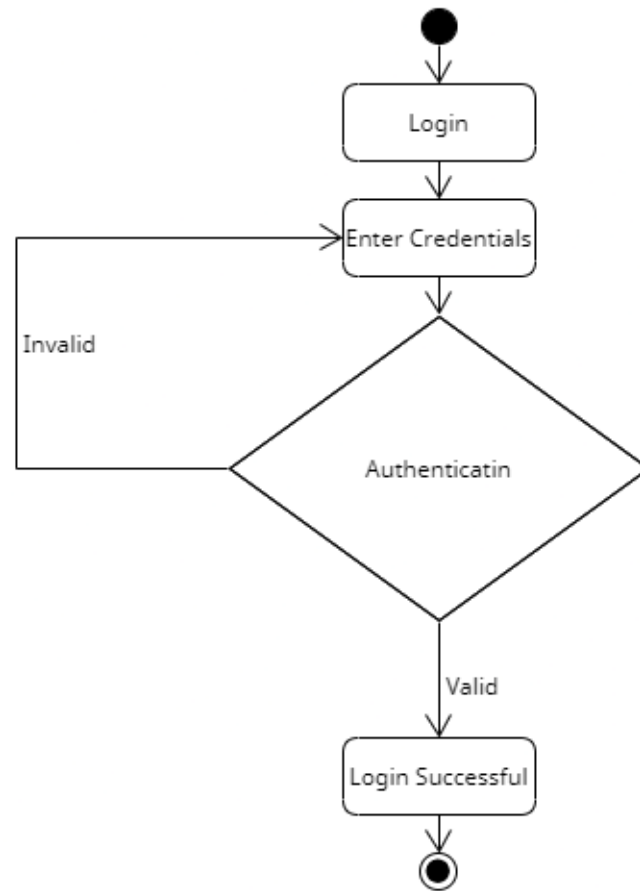 Login
Enter Credentials
Invalid
Authenticatin
Valid
Login Successful